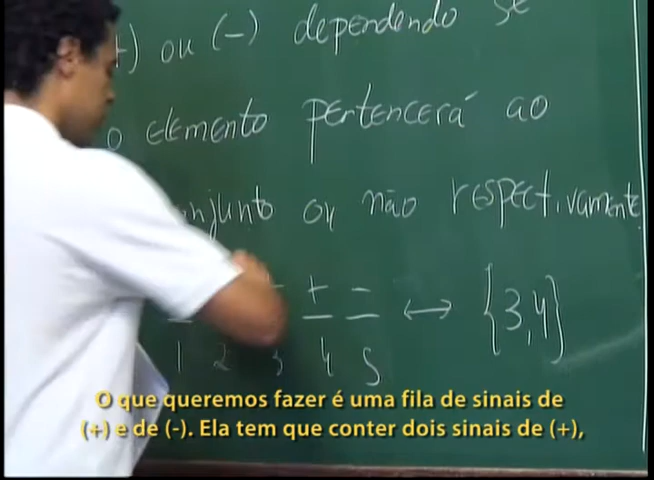 +) ou (-) dependendo se
o elemento pertencerá ao
njunto ou não respectivamente.
+ -
↔ {3,4}
1 2 3 4 5
O que queremos fazer é uma fila de sinais de
(+) e de (-). Ela tem que conter dois sinais de (+),